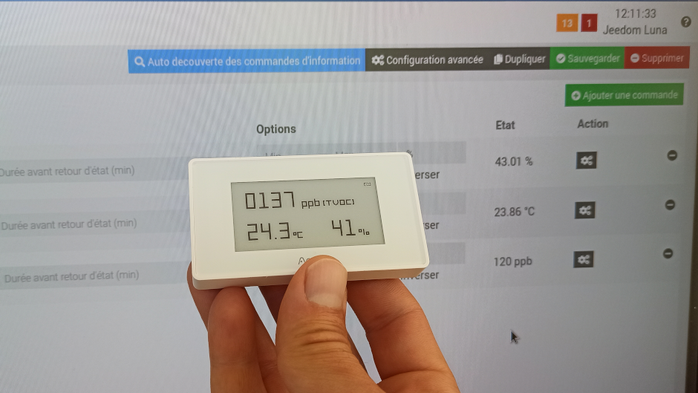 12:11:33
13 1 Jeedom Luna ?
Auto decouverte des commandes d'information Configuration avancée Dupliquer Sauvegarder Supprimer
Ajouter une commande
Options Etat Action
Durée avant retour d'état (min) 43.01 %
erser
0137 ppb (TVOC)
Durée avant retour d'état (min) 23.86 °C
erser
24.3 °C 41 %
Durée avant retour d'état (min) 120 ppb
nverser